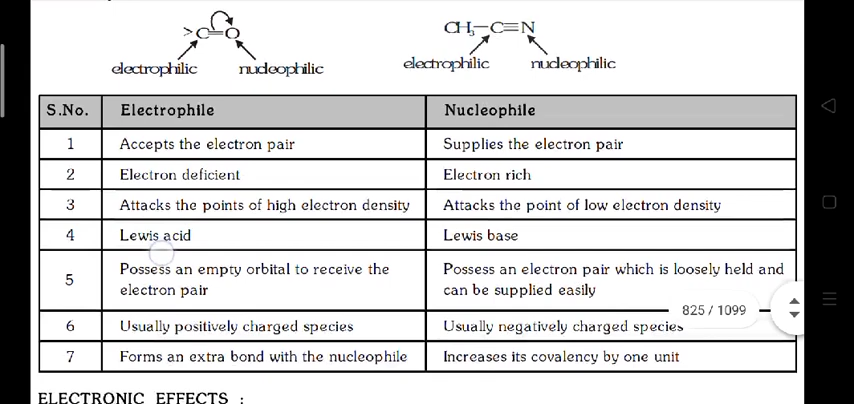 >C=O
CH3—C≡N
electrophilic nucleophilic
electrophilic nucleophilic
S.No. Electrophile Nucleophile
1 Accepts the electron pair Supplies the electron pair
2 Electron deficient Electron rich
3 Attacks the points of high electron density Attacks the point of low electron density
4 Lewis acid Lewis base
5 Possess an empty orbital to receive the electron pair Possess an electron pair which is loosely held and can be supplied easily
825 / 1099
6 Usually positively charged species Usually negatively charged species
7 Forms an extra bond with the nucleophile Increases its covalency by one unit
ELECTRONIC EFFECTS :